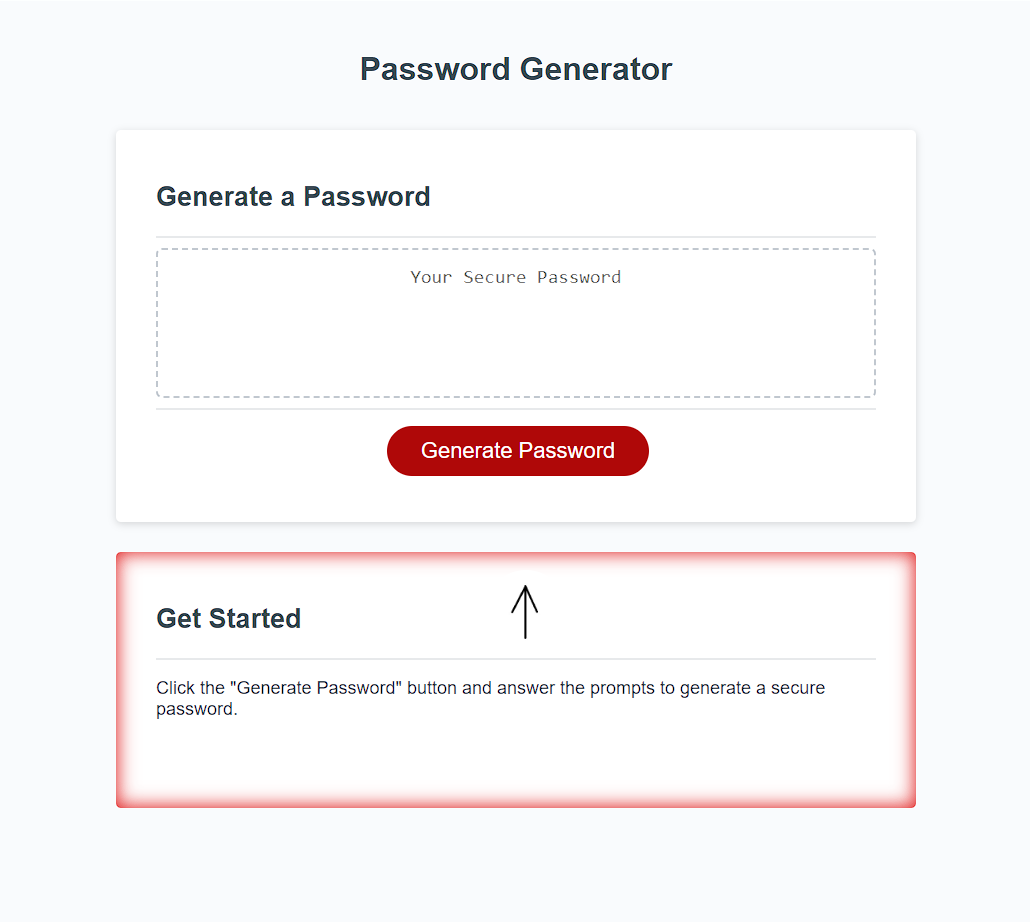 Password Generator
Generate a Password
Your Secure Password
Generate Password
Get Started
Click the "Generate Password" button and answer the prompts to generate a secure
password.